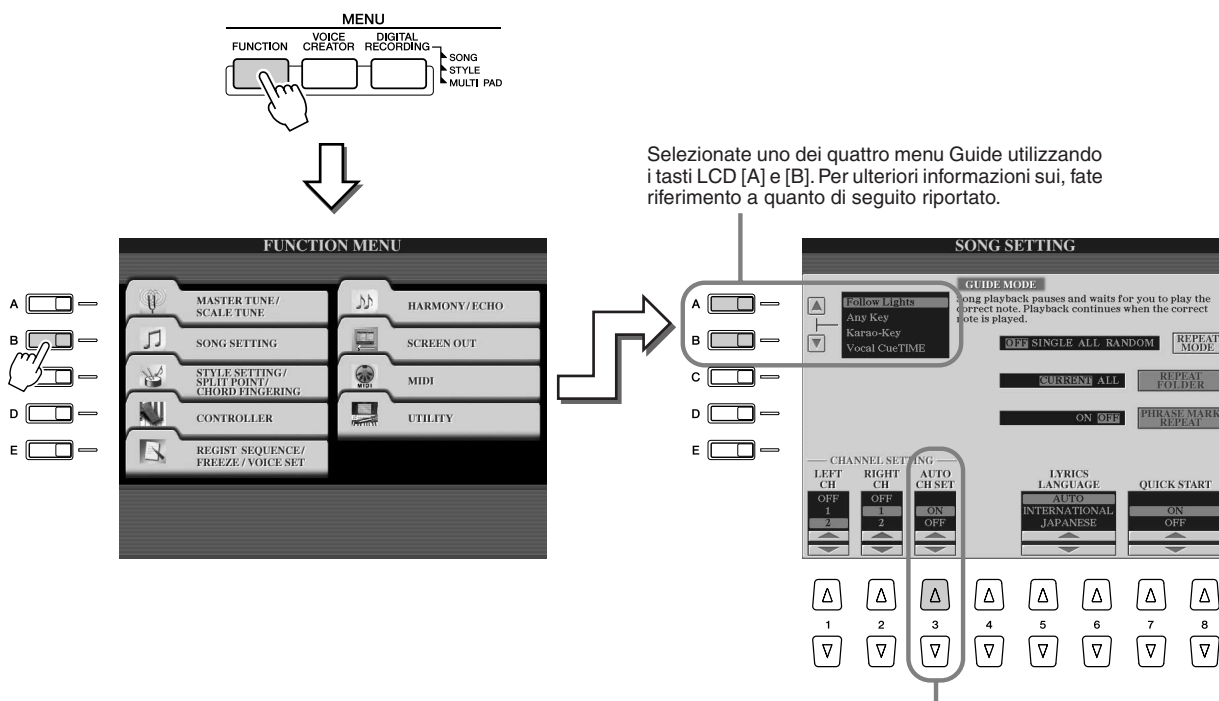 MENU
FUNCTION
VOICE
CREATOR
DIGITAL
RECORDING
SONG
STYLE
MULTI PAD
Selezionate uno dei quattro menu Guide utilizzando
i tasti LCD [A] e [B]. Per ulteriori informazioni sui, fate
riferimento a quanto di seguito riportato.
FUNCTION MENU
A
B
D
E
MASTER TUNE/
SCALE TUNE
SONG SETTING
STYLE SETTING/
SPLIT POINT/
CHORD FINGERING
CONTROLLER
REGIST SEQUENCE/
FREEZE / VOICE SET
HARMONY/ ECHO
SCREEN OUT
MIDI
MIDI
UTILITY
SONG SETTING
A
B
C
D
E
Follow Lights
Any Key
Karao-Key
Vocal CueTIME
GUIDE MODE
Song playback pauses and waits for you to play the
correct note. Playback continues when the correct
note is played.
OFF SINGLE ALL RANDOM
REPEAT
MODE
CURRENT ALL
REPEAT
FOLDER
ON OFF
PHRASE MARK
REPEAT
CHANNEL SETTING
LEFT
CH
OFF
1
2
RIGHT
CH
OFF
1
2
AUTO
CH SET
ON
OFF
LYRICS
LANGUAGE
AUTO
INTERNATIONAL
JAPANESE
QUICK START
ON
OFF
1 2 3 4 5 6 7 8